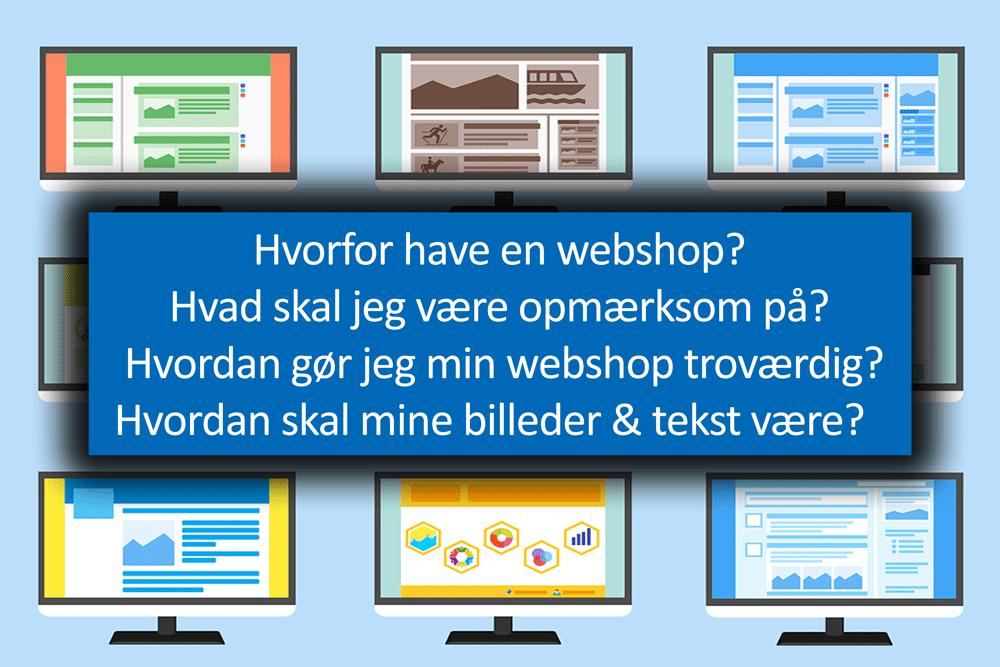 Hvorfor have en webshop?
Hvad skal jeg være opmærksom på?
Hvordan gør jeg min webshop troværdig?
Hvordan skal mine billeder & tekst være?